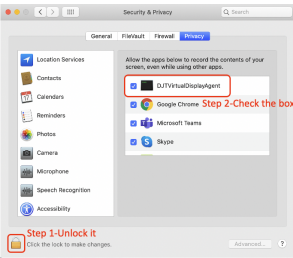 Security & Privacy
Search
General
FileVault
Firewall
Privacy
Location Services
Contacts
Calendars
Reminders
Photos
Camera
Microphone
Speech Recognition
Accessibility
Allow the apps below to record the contents of your
screen, even while using other apps.
DJTVirtualDisplayAgent
Google Chrome
Step 2-Check the box
Microsoft Teams
Skype
Step 1-Unlock it
Click the lock to make changes.
Advanced...
?